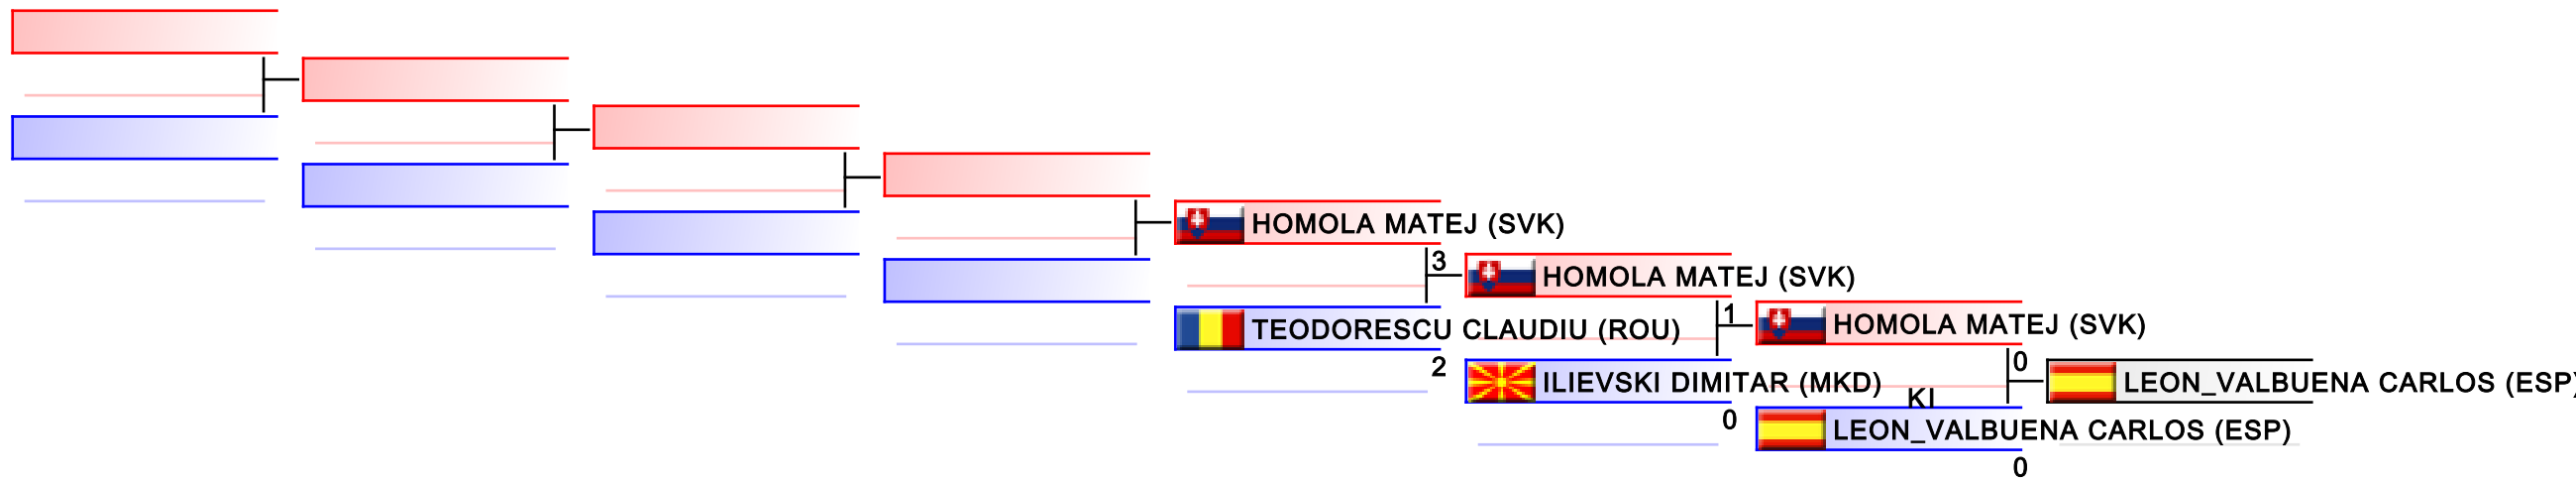 HOMOLA MATEJ (SVK)
3
HOMOLA MATEJ (SVK)
TEODORESCU CLAUDIU (ROU)
1
HOMOLA MATEJ (SVK)
2
ILIEVSKI DIMITAR (MKD)
0
LEON_VALBUENA CARLOS (ESP)
KI
0
LEON_VALBUENA CARLOS (ESP)
0